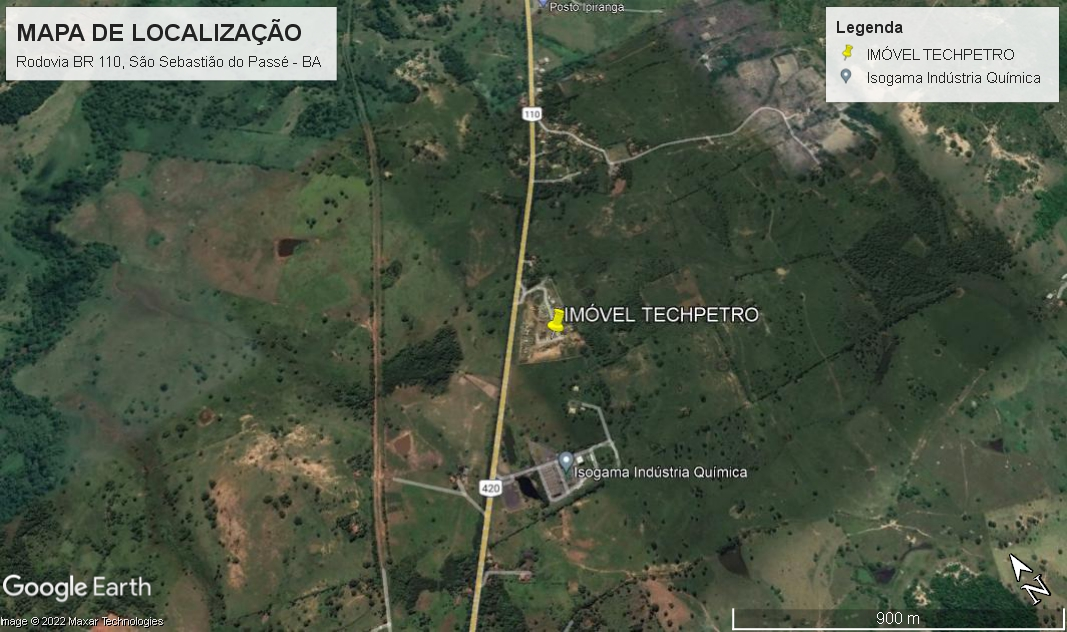 Posto Ipiranga
MAPA DE LOCALIZAÇÃO
Rodovia BR 110, São Sebastião do Passé - BA
Legenda
IMÓVEL TECHPETRO
Isogama Indústria Química
110
IMÓVEL TECHPETRO
Isogama Indústria Química
420
Google Earth
mage © 2022 Maxar Technologies
N
900 m